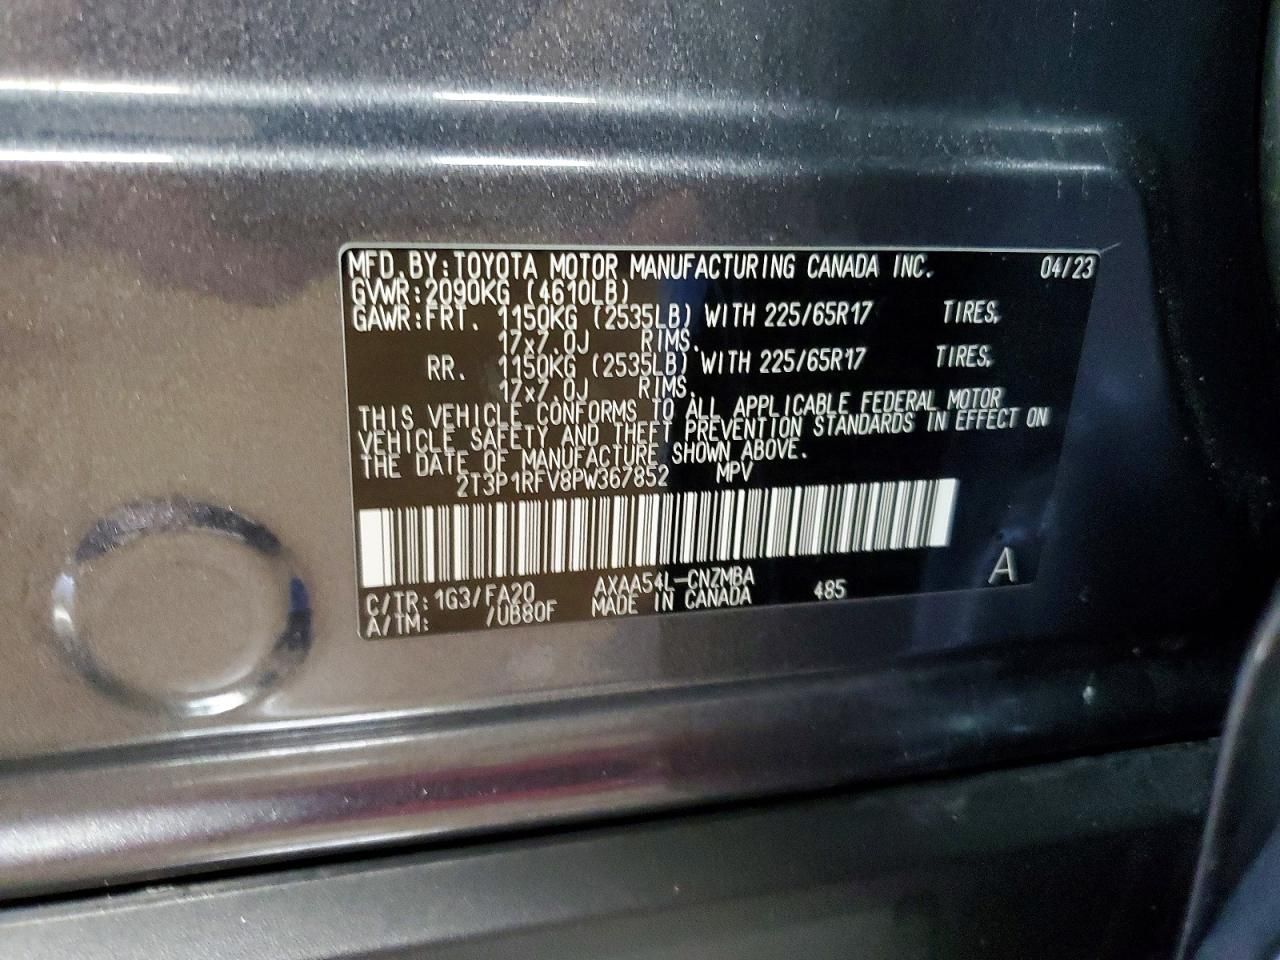 MFD.BY:TOYOTA MOTOR MANUFACTURING CANADA INC. 04/23
GVWR:2090KG (4610LB)
GAWR:FRT. 1150KG (2535LB) WITH 225/65R17 TIRES,
17x7.0J RIMS.
RR. 1150KG (2535LB) WITH 225/65R17 TIRES,
17x7.0J RIMS.
THIS VEHICLE CONFORMS TO ALL APPLICABLE FEDERAL MOTOR
VEHICLE SAFETY AND THEFT PREVENTION STANDARDS IN EFFECT ON
THE DATE OF MANUFACTURE SHOWN ABOVE.
2T3P1RFV8PW367852 MPV
C/TR:1G3/FA20 AXAA54L-CNZMBA 485 A
A/TM: /UB80F MADE IN CANADA